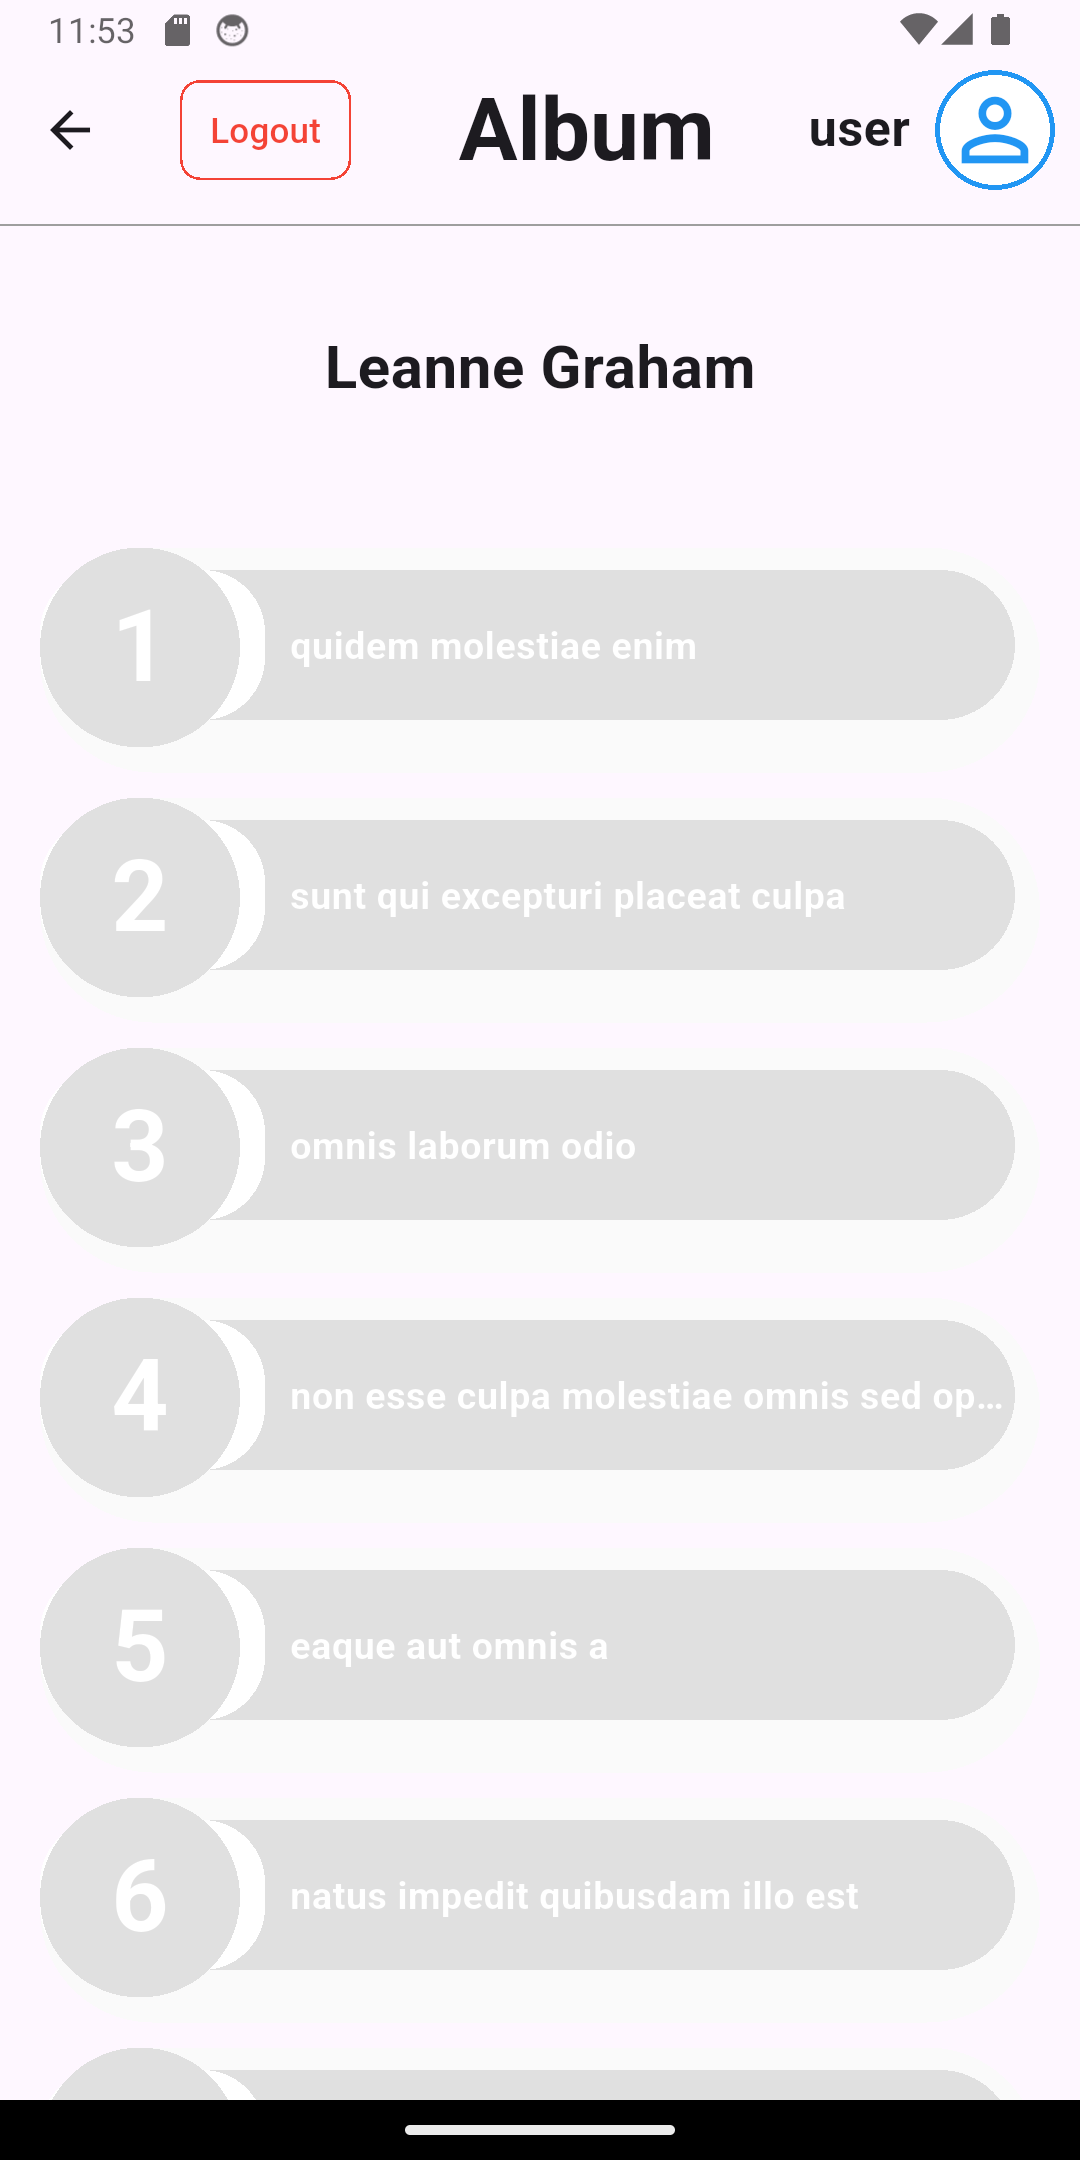 11:53
Logout
Album
user
Leanne Graham
1
quidem molestiae enim
2
sunt qui excepturi placeat culpa
3
omnis laborum odio
4
non esse culpa molestiae omnis sed op…
5
eaque aut omnis a
6
natus impedit quibusdam illo est